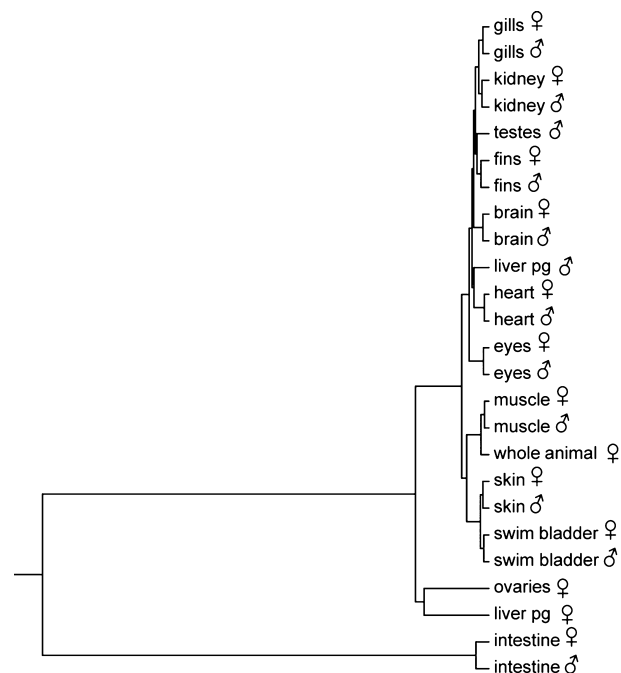 gills ♀
gills ♂
kidney ♀
kidney ♂
testes ♂
fins ♀
fins ♂
brain ♀
brain ♂
liver pg ♂
heart ♀
heart ♂
eyes ♀
eyes ♂
muscle ♀
muscle ♂
whole animal ♀
skin ♀
skin ♂
swim bladder ♀
swim bladder ♂
ovaries ♀
liver pg ♀
intestine ♀
intestine ♂